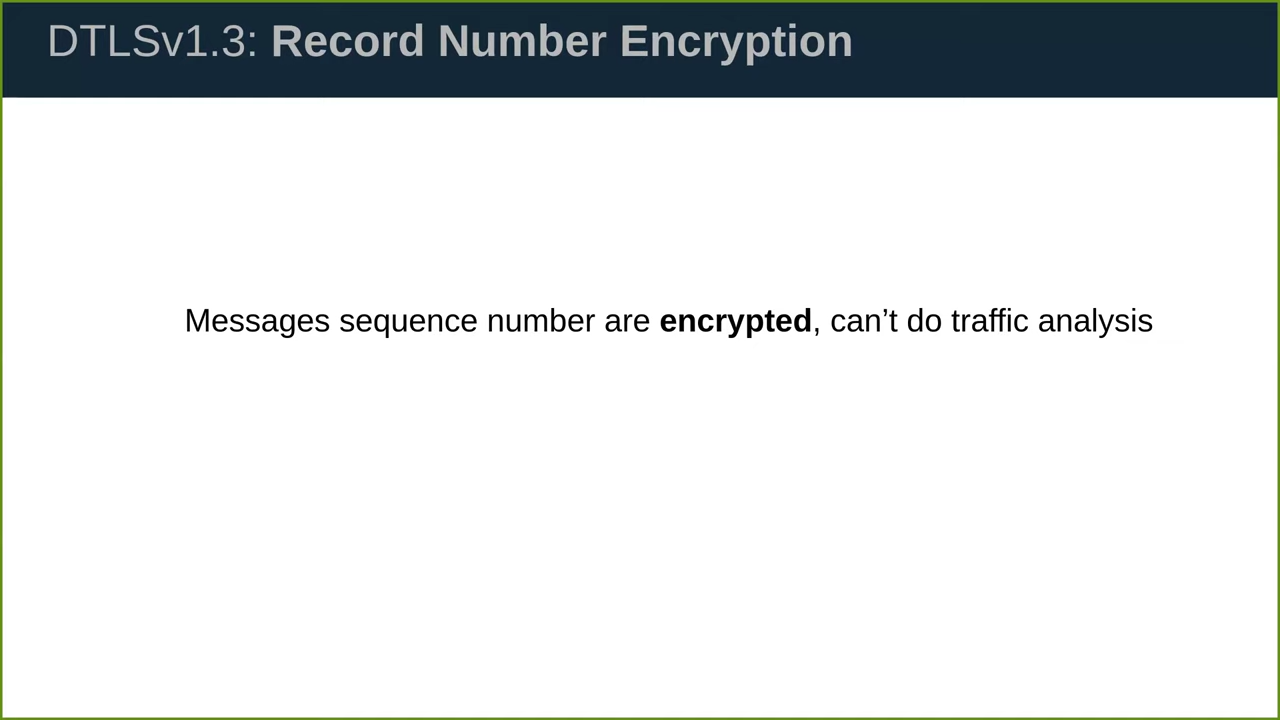 DTLSv1.3: Record Number Encryption
Messages sequence number are encrypted, can’t do traffic analysis